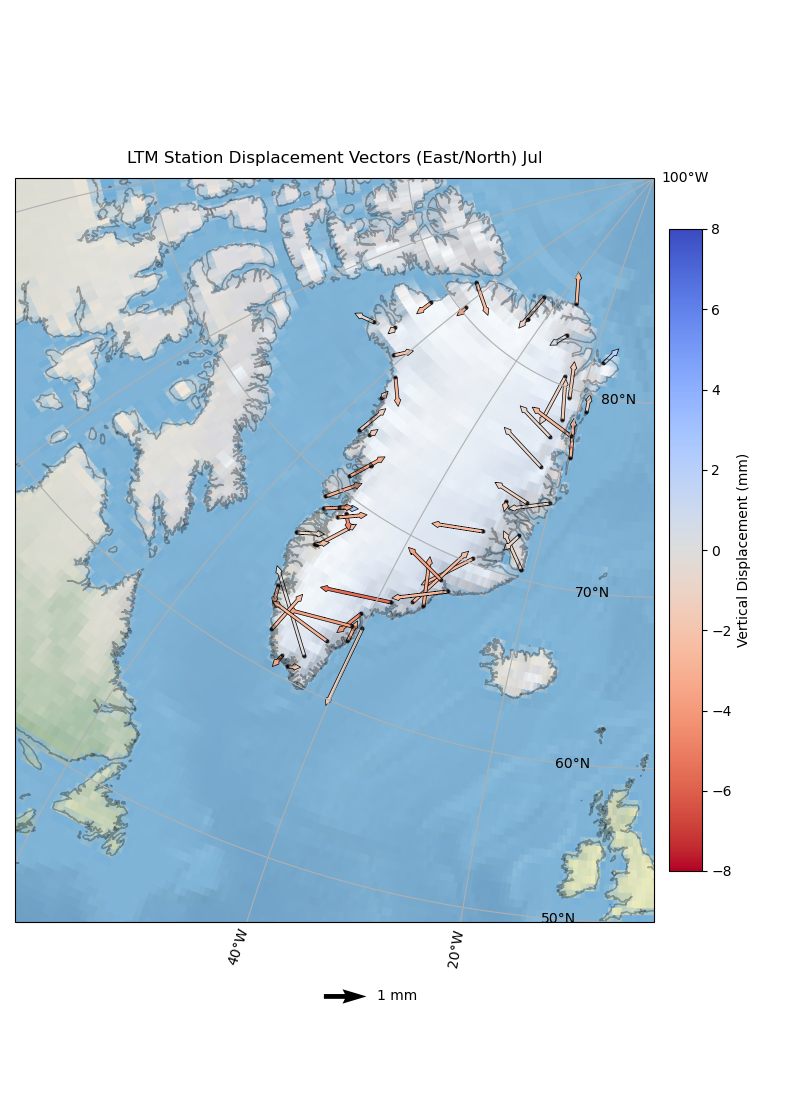 LTM Station Displacement Vectors (East/North) Jul
100°W
8
6
4
2
0
−2
−4
−6
−8
Vertical Displacement (mm)
80°N
70°N
60°N
50°N
40°W
20°W
1 mm